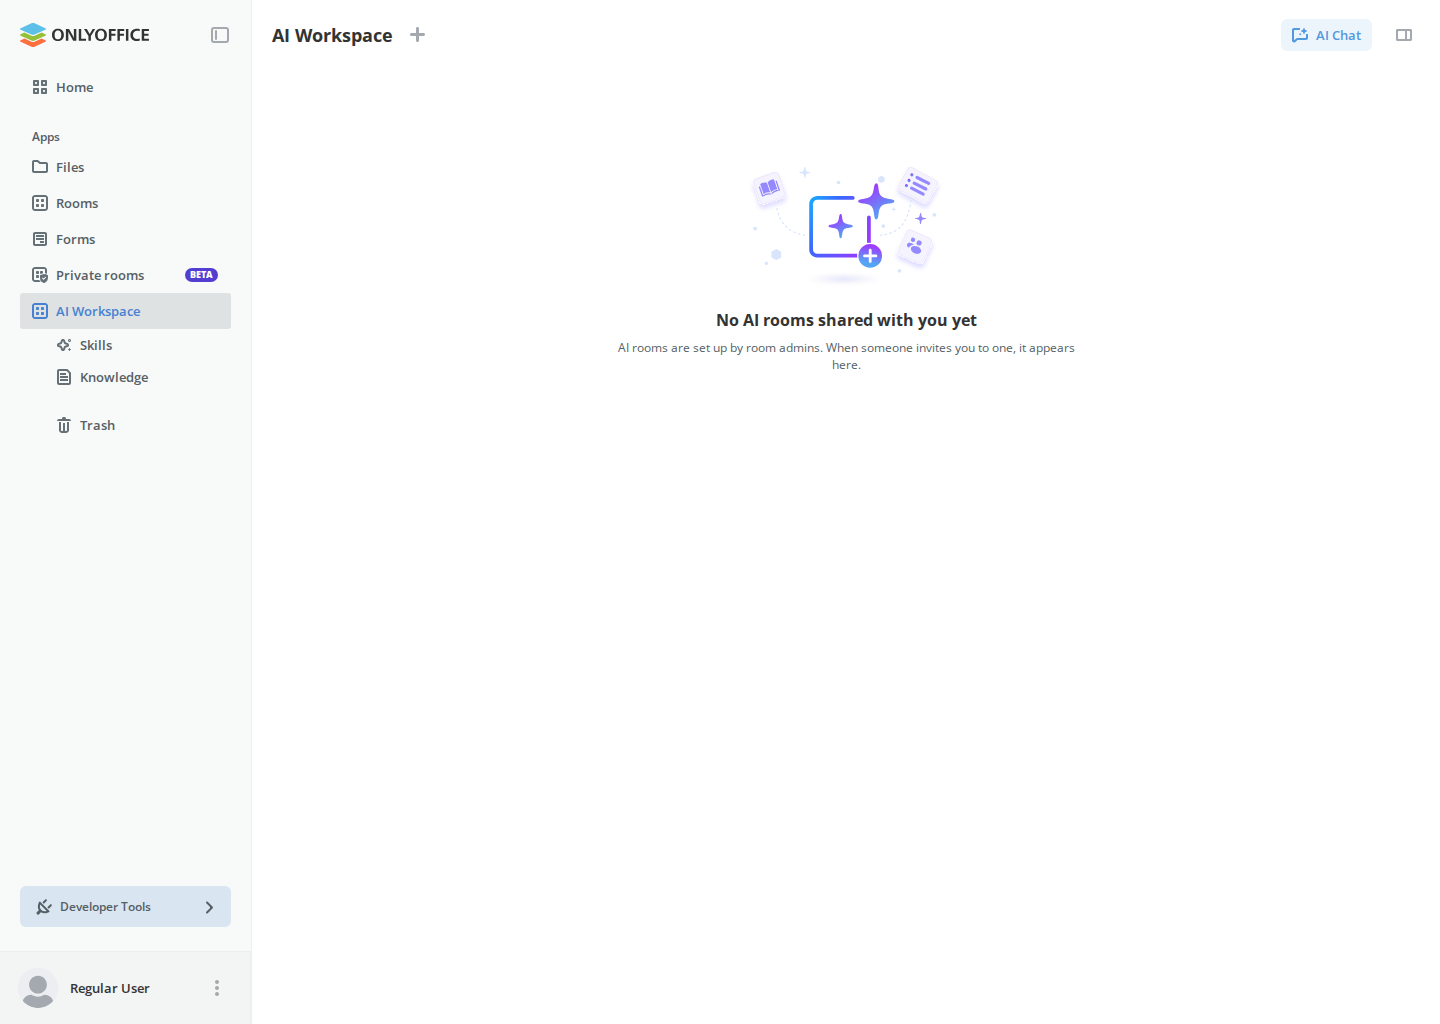 ONLYOFFICE
Home
Apps
Files
Rooms
Forms
Private rooms BETA
AI Workspace
Skills
Knowledge
Trash
Developer Tools
Regular User
AI Workspace
AI Chat
No AI rooms shared with you yet
AI rooms are set up by room admins. When someone invites you to one, it appears
here.